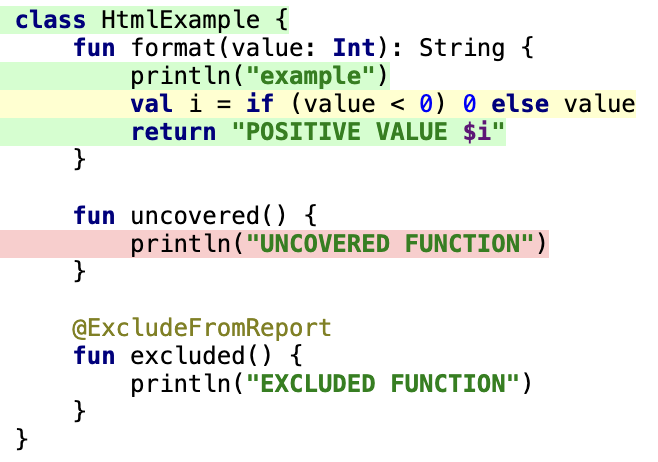 class HtmlExample {
    fun format(value: Int): String {
        println("example")
        val i = if (value < 0) 0 else value
        return "POSITIVE VALUE $i"
    }
    fun uncovered() {
        println("UNCOVERED FUNCTION")
    }
    @ExcludeFromReport
    fun excluded() {
        println("EXCLUDED FUNCTION")
    }
}